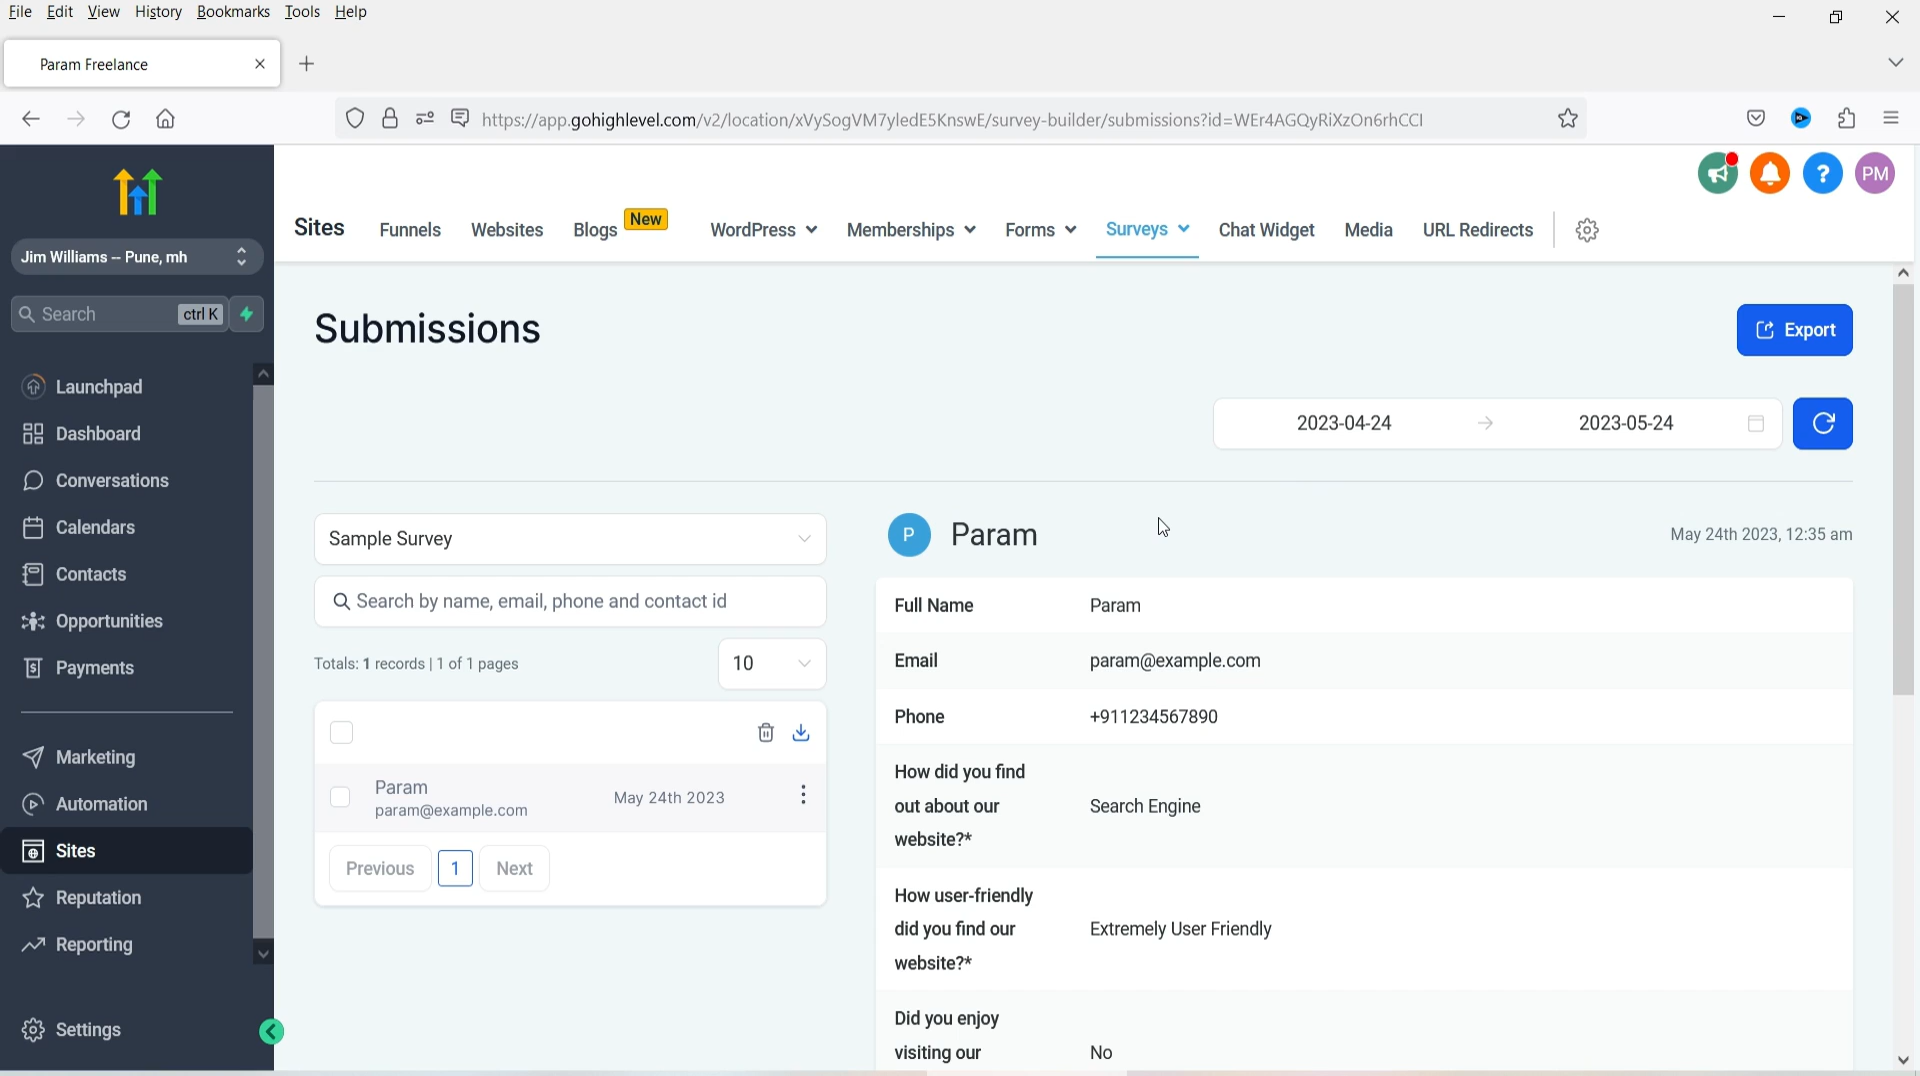 File Edit View History Bookmarks Tools Help
Param Freelance
https://app.gohighlevel.com/v2/location/xVySogVM7yledE5KnswE/survey-builder/submissions?id=WEr4AGQyRiXzOn6rhCCI
PM
Jim Williams -- Pune, mh
Search ctrl K
Launchpad
Dashboard
Conversations
Calendars
Contacts
Opportunities
Payments
Marketing
Automation
Sites
Reputation
Reporting
Settings
Sites Funnels Websites Blogs New WordPress Memberships Forms Surveys Chat Widget Media URL Redirects
Submissions
Export
2023-04-24 → 2023-05-24
Sample Survey
Search by name, email, phone and contact id
Totals: 1 records | 1 of 1 pages
10
Param
param@example.com
May 24th 2023
Previous 1 Next
P Param
May 24th 2023, 12:35 am
Full Name Param
Email param@example.com
Phone +911234567890
How did you find
out about our Search Engine
website?*
How user-friendly
did you find our Extremely User Friendly
website?*
Did you enjoy
visiting our No